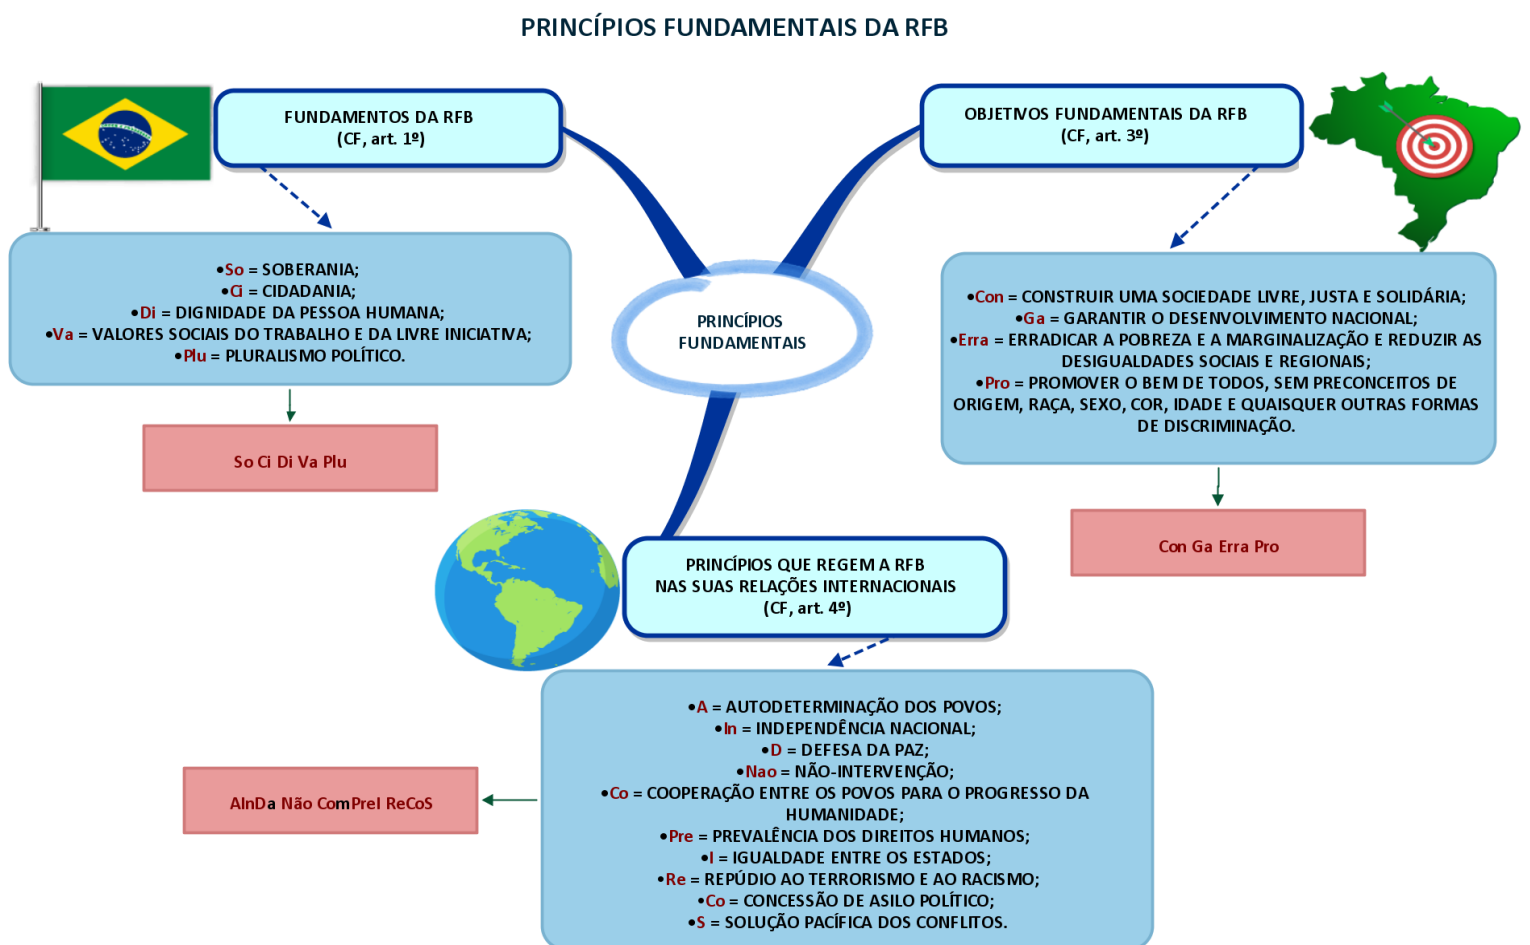 PRINCÍPIOS FUNDAMENTAIS DA RFB
FUNDAMENTOS DA RFB
(CF, art. 1º)
•So = SOBERANIA;
•Ci = CIDADANIA;
•Di = DIGNIDADE DA PESSOA HUMANA;
•Va = VALORES SOCIAIS DO TRABALHO E DA LIVRE INICIATIVA;
•Plu = PLURALISMO POLÍTICO.
So Ci Di Va Plu
OBJETIVOS FUNDAMENTAIS DA RFB
(CF, art. 3º)
•Con = CONSTRUIR UMA SOCIEDADE LIVRE, JUSTA E SOLIDÁRIA;
•Ga = GARANTIR O DESENVOLVIMENTO NACIONAL;
•Erra = ERRADICAR A POBREZA E A MARGINALIZAÇÃO E REDUZIR AS
DESIGUALDADES SOCIAIS E REGIONAIS;
•Pro = PROMOVER O BEM DE TODOS, SEM PRECONCEITOS DE
ORIGEM, RAÇA, SEXO, COR, IDADE E QUAISQUER OUTRAS FORMAS
DE DISCRIMINAÇÃO.
Con Ga Erra Pro
PRINCÍPIOS
FUNDAMENTAIS
PRINCÍPIOS QUE REGEM A RFB
NAS SUAS RELAÇÕES INTERNACIONAIS
(CF, art. 4º)
•A = AUTODETERMINAÇÃO DOS POVOS;
•In = INDEPENDÊNCIA NACIONAL;
•D = DEFESA DA PAZ;
•Nao = NÃO-INTERVENÇÃO;
•Co = COOPERAÇÃO ENTRE OS POVOS PARA O PROGRESSO DA
HUMANIDADE;
•Pre = PREVALÊNCIA DOS DIREITOS HUMANOS;
•I = IGUALDADE ENTRE OS ESTADOS;
•Re = REPÚDIO AO TERRORISMO E AO RACISMO;
•Co = CONCESSÃO DE ASILO POLÍTICO;
•S = SOLUÇÃO PACÍFICA DOS CONFLITOS.
AInDa Não ComPreI ReCoS